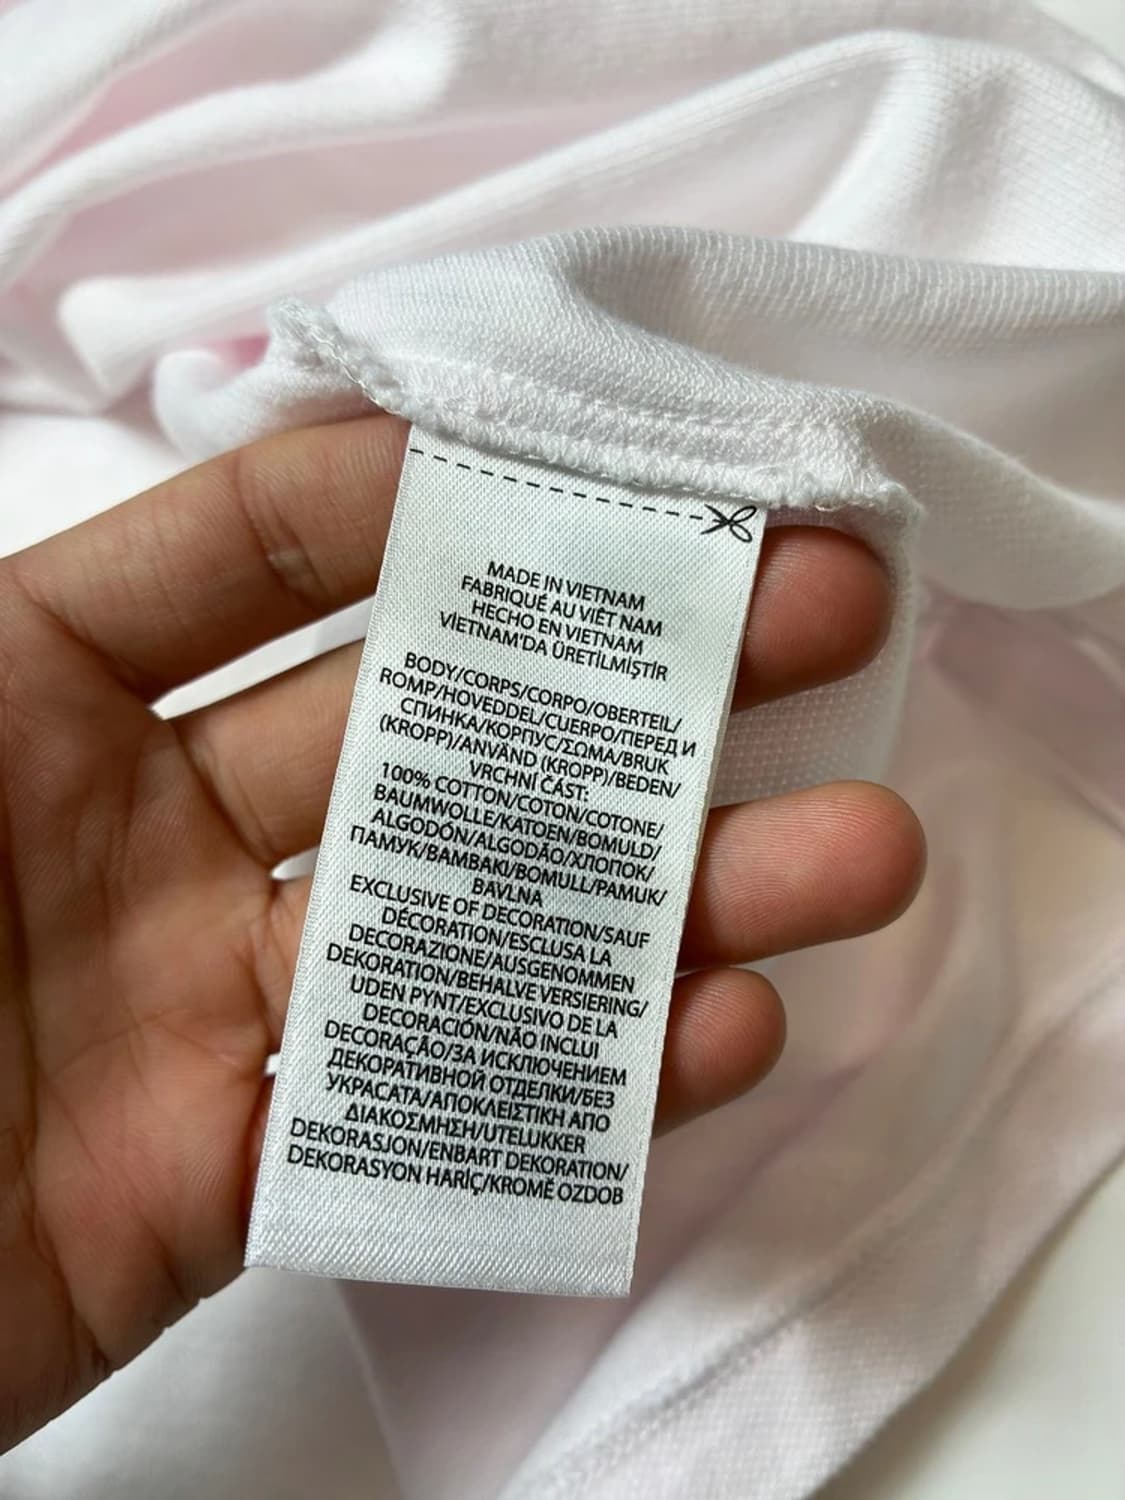 MADE IN VIETNAM
FABRIQUÉ AU VIÊT NAM
HECHO EN VIETNAM
VİETNAM'DA ÜRETİLMİŞTİR
BODY/CORPS/CORPO/OBERTEIL/
ROMP/HOVEDDEL/CUERPO/ПЕРЕД И
СПИНКА/КОРПУС/ΣΩΜΑ/BRUK
(KROPP)/ANVÄND (KROPP)/BEDEN/
VRCHNÍ ČÁST:
100% COTTON/COTON/COTONE/
BAUMWOLLE/KATOEN/BOMULD/
ALGODÓN/ALGODÃO/ХЛОПОК/
ПАМУК/ΒΑΜΒΑΚΙ/BOMULL/PAMUK/
BAVLNA
EXCLUSIVE OF DECORATION/SAUF
DÉCORATION/ESCLUSA LA
DECORAZIONE/AUSGENOMMEN
DEKORATION/BEHALVE VERSIERING/
UDEN PYNT/EXCLUSIVO DE LA
DECORACIÓN/NÃO INCLUI
DECORAÇÃO/ЗА ИСКЛЮЧЕНИЕМ
ДЕКОРАТИВНОЙ ОТДЕЛКИ/БЕЗ
УКРАСАТА/ΑΠΟΚΛΕΙΣΤΙΚΗ ΑΠΟ
ΔΙΑΚΟΣΜΗΣΗ/UTELUKKER
DEKORASJON/ENBART DEKORATION/
DEKORASYON HARİÇ/KROMĚ OZDOB